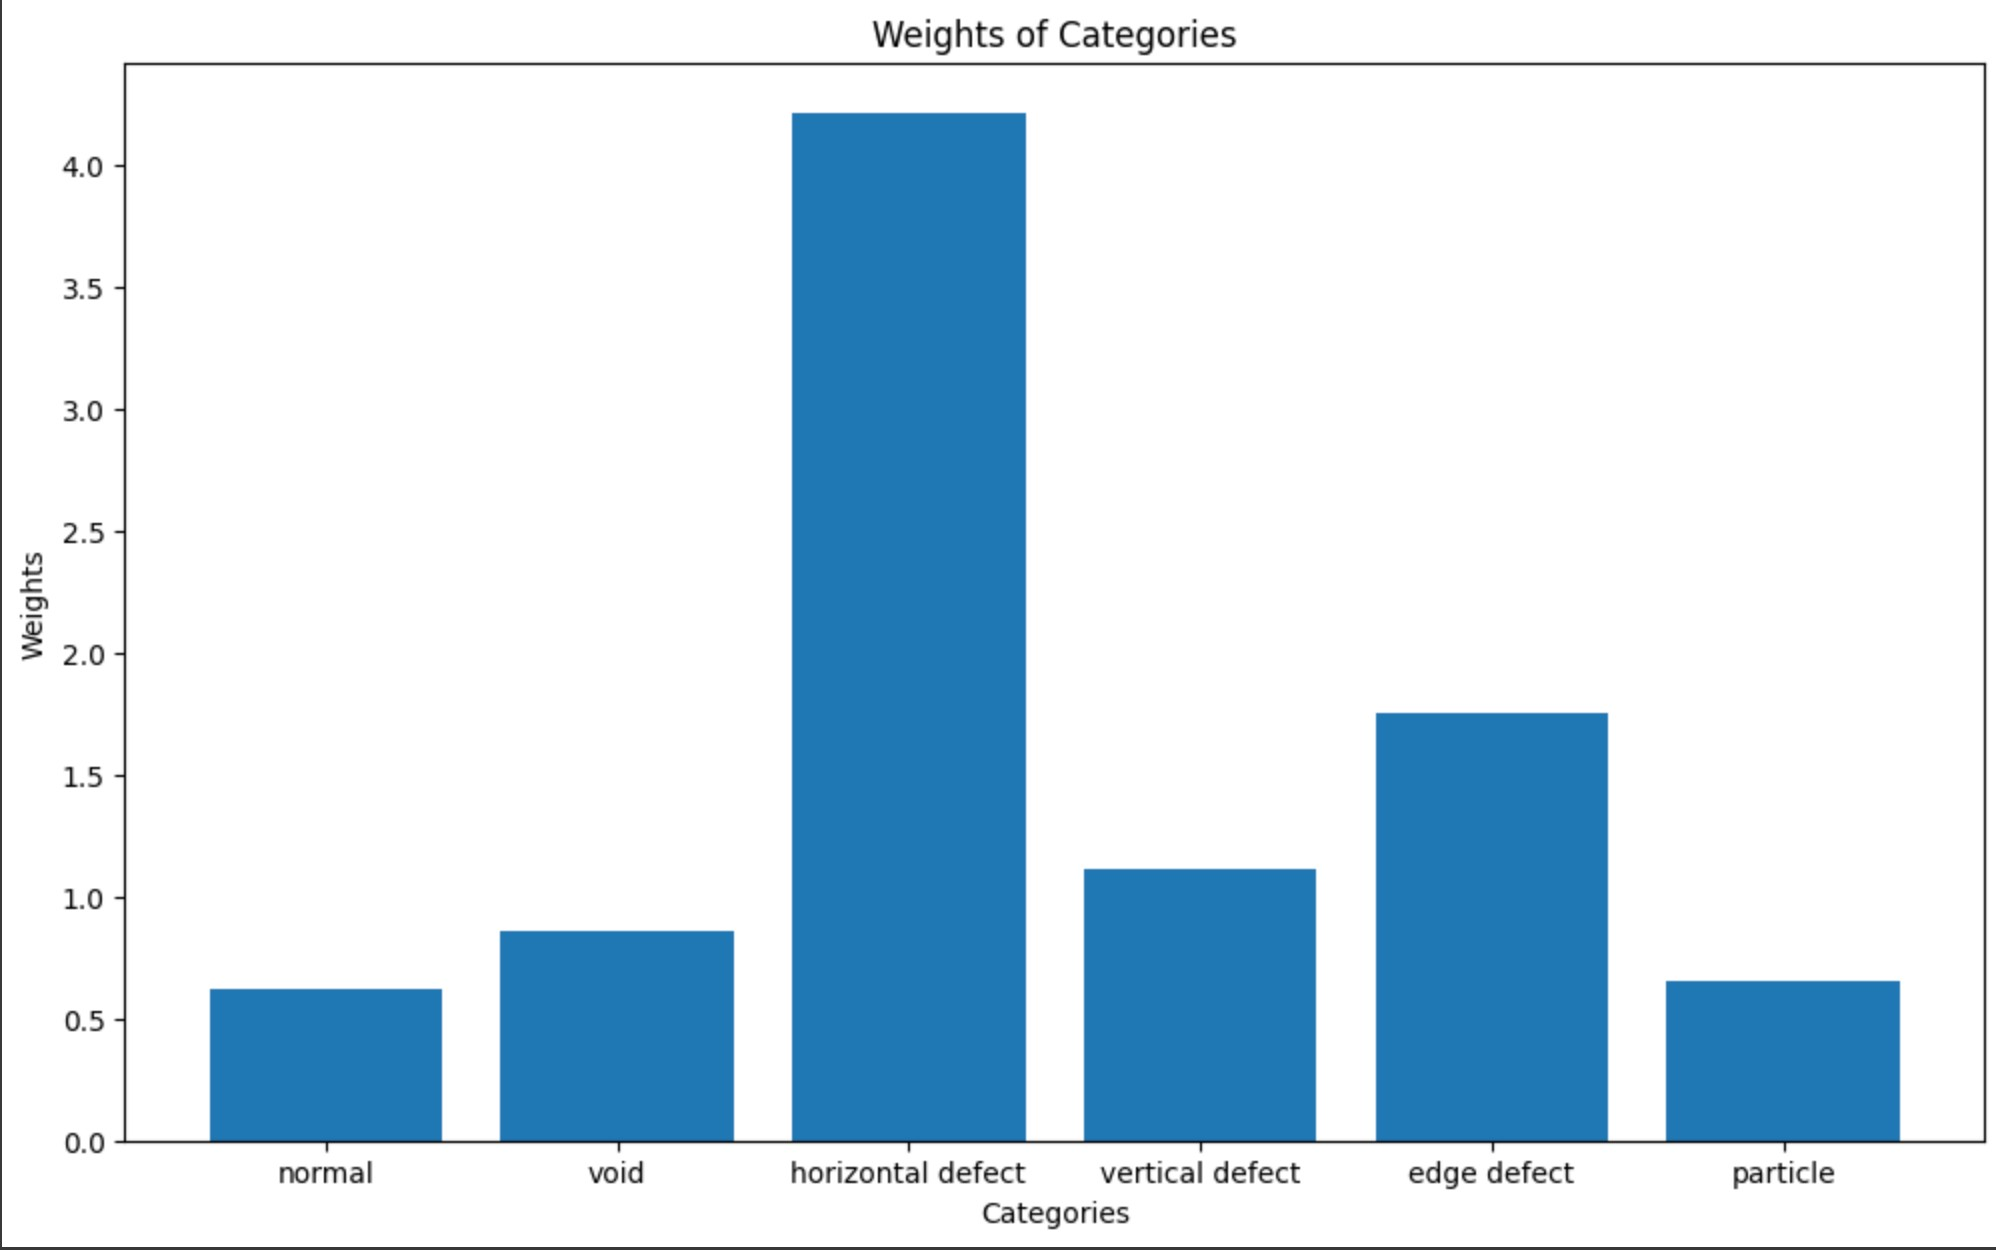 Weights of Categories
Weights
4.0
3.5
3.0
2.5
2.0
1.5
1.0
0.5
0.0
normal void horizontal defect vertical defect edge defect particle
Categories